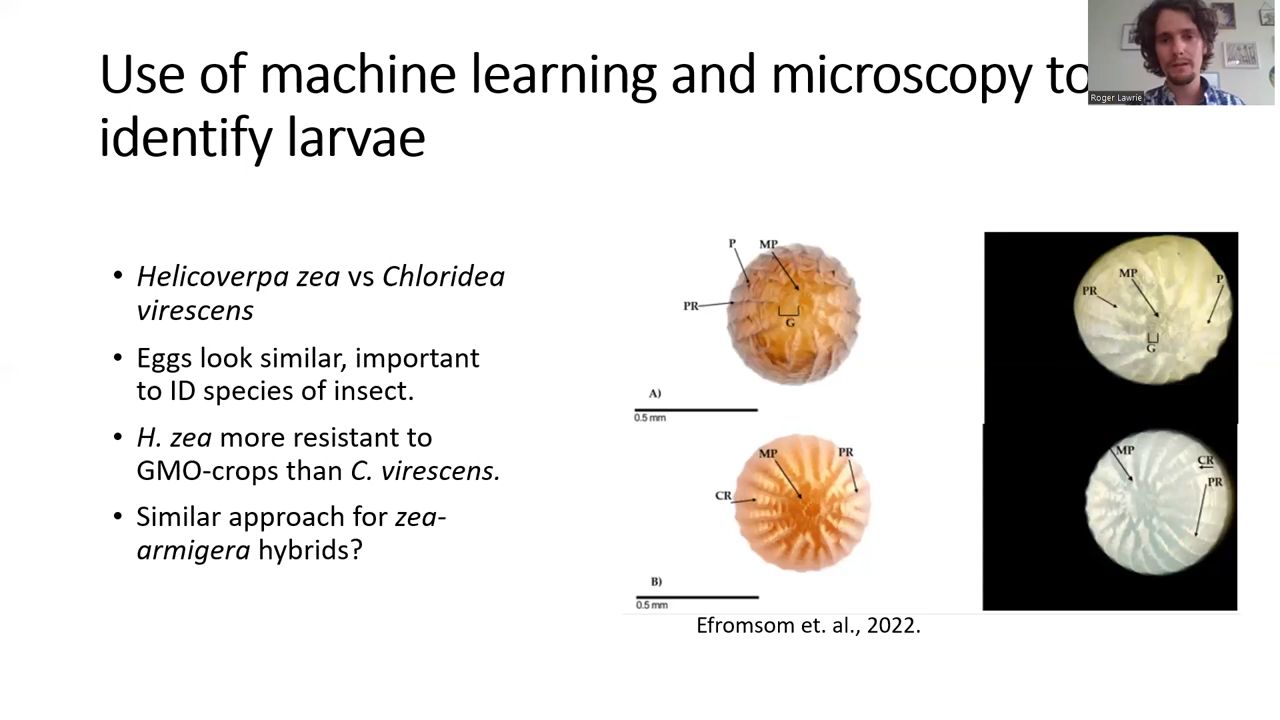 Use of machine learning and microscopy to
identify larvae
Roger Lawrie
• Helicoverpa zea vs Chloridea
virescens
• Eggs look similar, important
to ID species of insect.
• H. zea more resistant to
GMO-crops than C. virescens.
• Similar approach for zea-
armigera hybrids?
P MP
PR
G
A)
0.5 mm
MP P
PR
G
MP PR
CR
B)
0.5 mm
MP
CR
PR
Efromsom et. al., 2022.